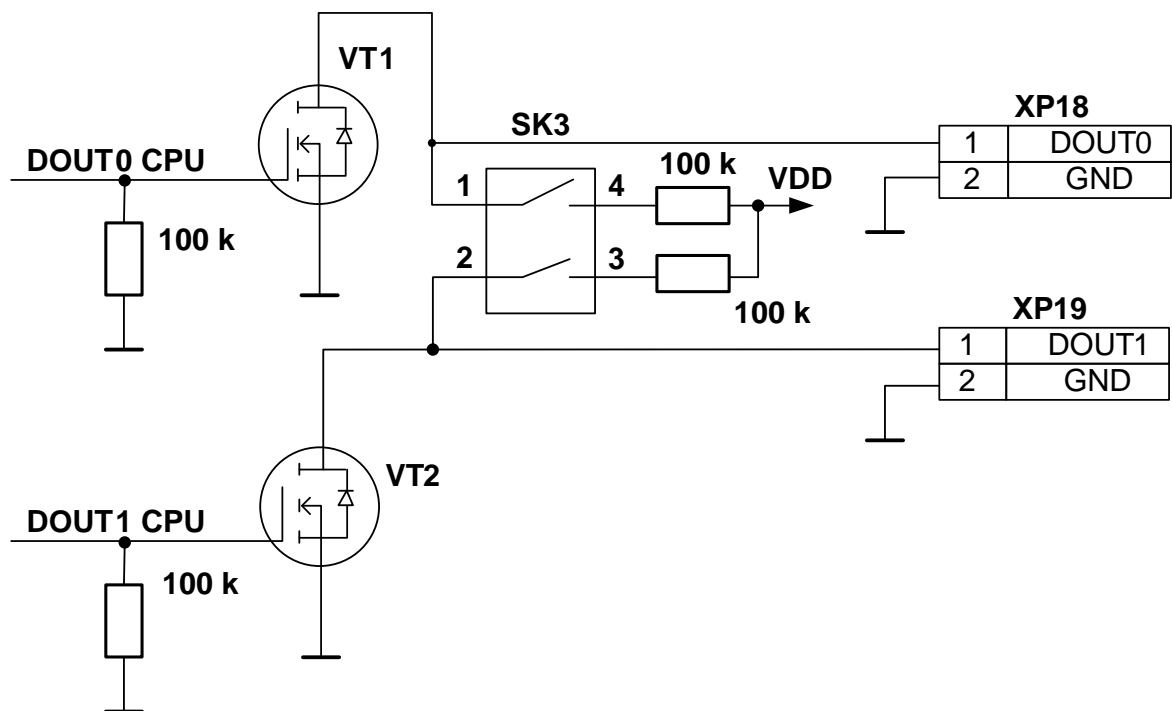 VT1
XP18
SK3
1 DOUT0
DOUT0 CPU
100 k
VDD
2 GND
1
4
100 k
2
3
100 k
XP19
1 DOUT1
2 GND
VT2
DOUT1 CPU
100 k